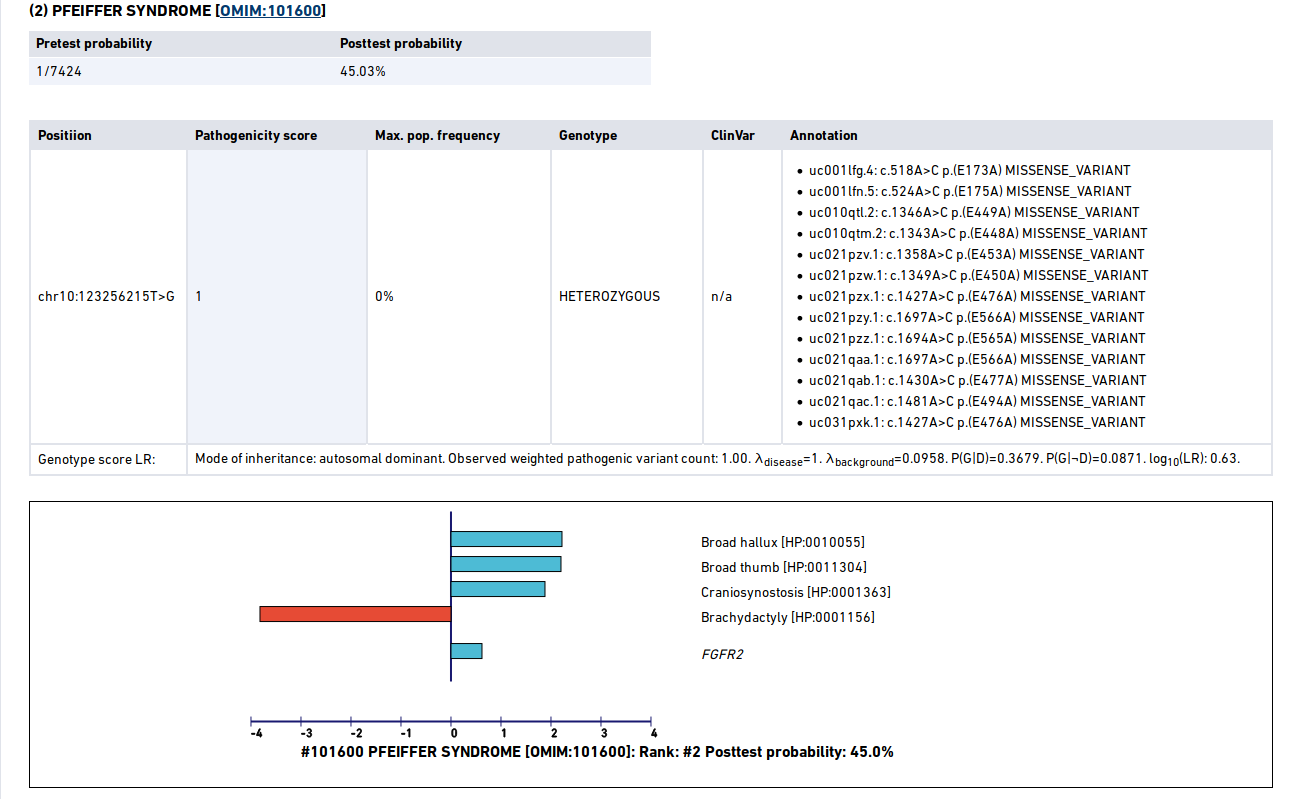 (2) PFEIFFER SYNDROME [OMIM:101600]
Pretest probability Posttest probability
1/7424 45.03%
Positiion Pathogenicity score Max. pop. frequency Genotype ClinVar Annotation
chr10:123256215T>G 1 0% HETEROZYGOUS n/a
• uc001lfg.4: c.518A>C p.(E173A) MISSENSE_VARIANT
• uc001lfn.5: c.524A>C p.(E175A) MISSENSE_VARIANT
• uc010qtl.2: c.1346A>C p.(E449A) MISSENSE_VARIANT
• uc010qtm.2: c.1343A>C p.(E448A) MISSENSE_VARIANT
• uc021pzv.1: c.1358A>C p.(E453A) MISSENSE_VARIANT
• uc021pzw.1: c.1349A>C p.(E450A) MISSENSE_VARIANT
• uc021pzx.1: c.1427A>C p.(E476A) MISSENSE_VARIANT
• uc021pzy.1: c.1697A>C p.(E566A) MISSENSE_VARIANT
• uc021pzz.1: c.1694A>C p.(E565A) MISSENSE_VARIANT
• uc021qaa.1: c.1697A>C p.(E566A) MISSENSE_VARIANT
• uc021qab.1: c.1430A>C p.(E477A) MISSENSE_VARIANT
• uc021qac.1: c.1481A>C p.(E494A) MISSENSE_VARIANT
• uc031pxk.1: c.1427A>C p.(E476A) MISSENSE_VARIANT
Genotype score LR: Mode of inheritance: autosomal dominant. Observed weighted pathogenic variant count: 1.00. λdisease=1. λbackground=0.0958. P(G|D)=0.3679. P(G|¬D)=0.0871. log10(LR): 0.63.
Broad hallux [HP:0010055]
Broad thumb [HP:0011304]
Craniosynostosis [HP:0001363]
Brachydactyly [HP:0001156]
FGFR2
-4 -3 -2 -1 0 1 2 3 4
#101600 PFEIFFER SYNDROME [OMIM:101600]: Rank: #2 Posttest probability: 45.0%